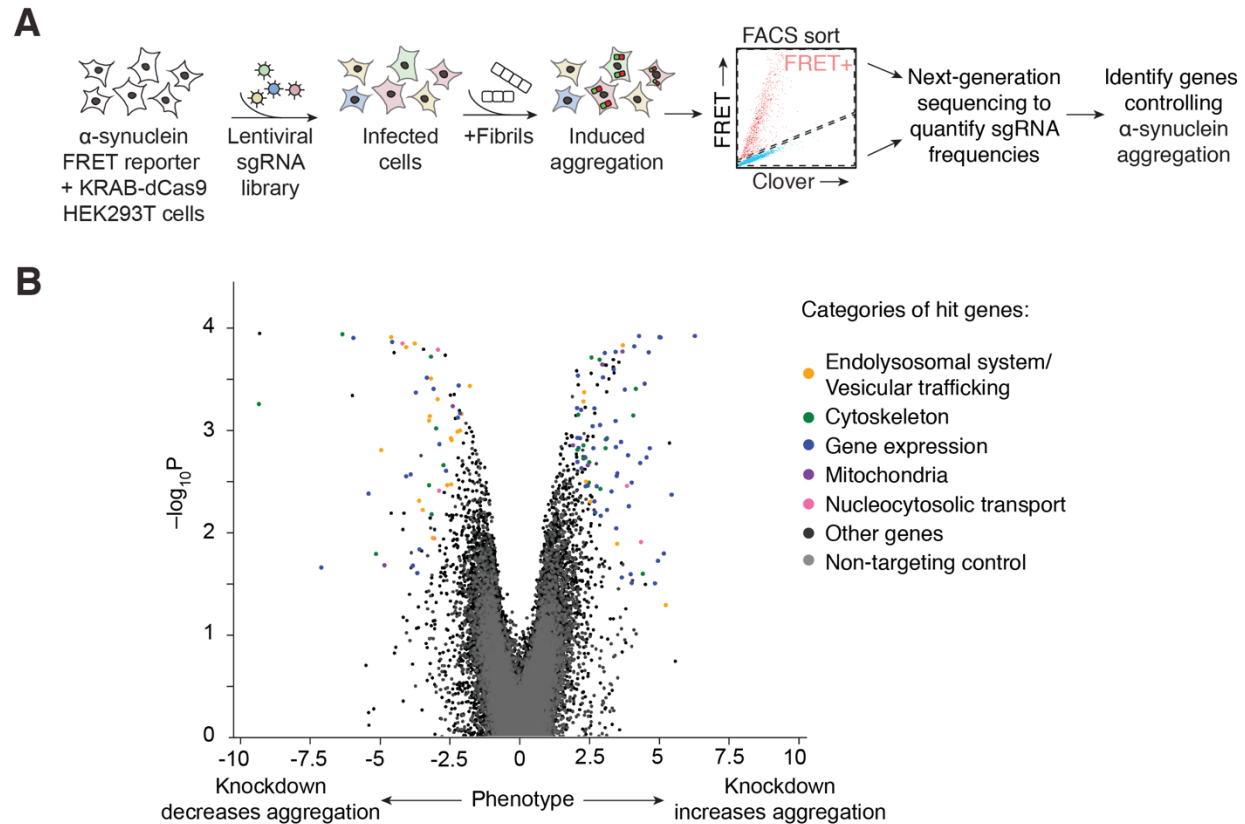 A
α-synuclein
FRET reporter
+ KRAB-dCas9
HEK293T cells
Lentiviral
sgRNA
library
Infected
cells
+Fibrils
Induced
aggregation
FACS sort
FRET+
FRET
Clover
Next-generation
sequencing to
quantify sgRNA
frequencies
Identify genes
controlling
α-synuclein
aggregation
B
4
3
2
1
0
–log10P
-10 -7.5 -5 -2.5 0 2.5 5 7.5 10
Knockdown
decreases aggregation
Phenotype
Knockdown
increases aggregation
Categories of hit genes:
Endolysosomal system/
Vesicular trafficking
Cytoskeleton
Gene expression
Mitochondria
Nucleocytosolic transport
Other genes
Non-targeting control